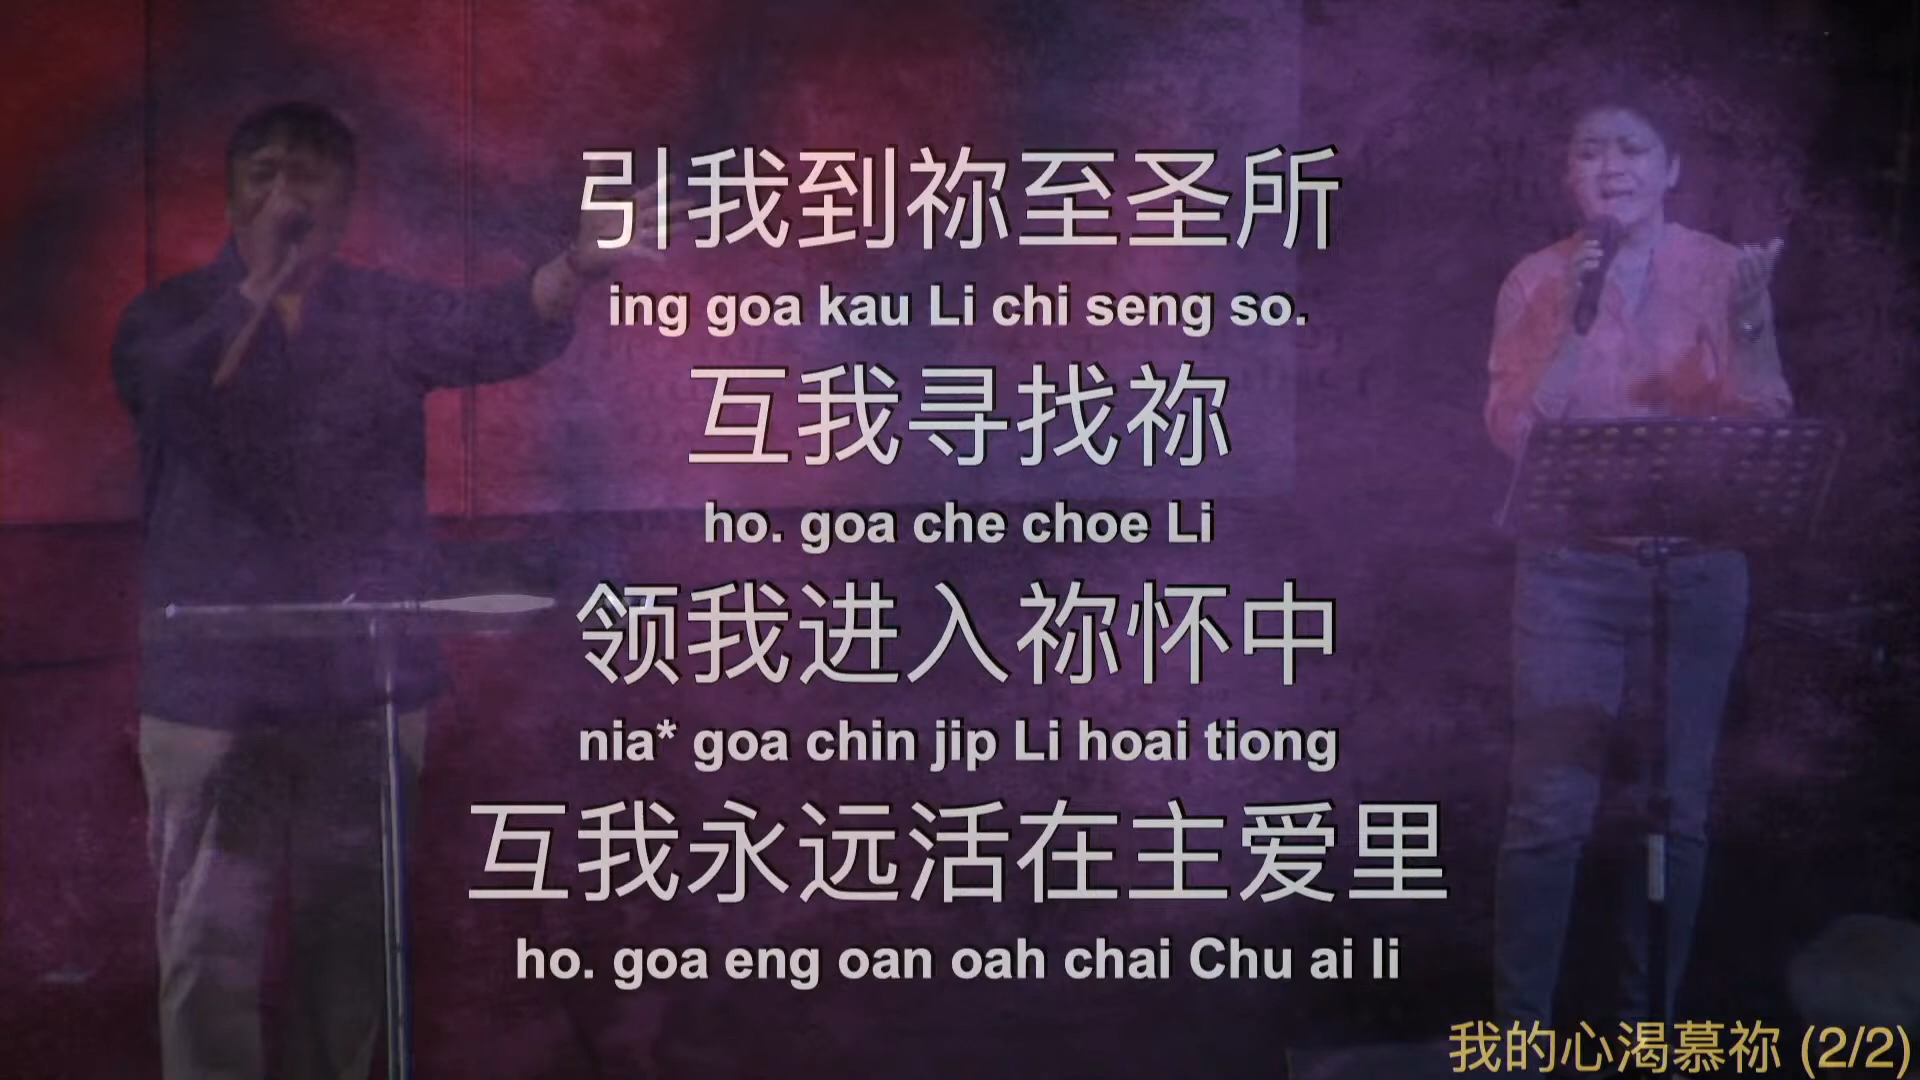 引我到祢至圣所
ing goa kau Li chi seng so.
互我寻找祢
ho. goa che choe Li
领我进入祢怀中
nia* goa chin jip Li hoai tiong
互我永远活在主爱里
ho. goa eng oan oah chai Chu ai li
我的心渴慕祢 (2/2)